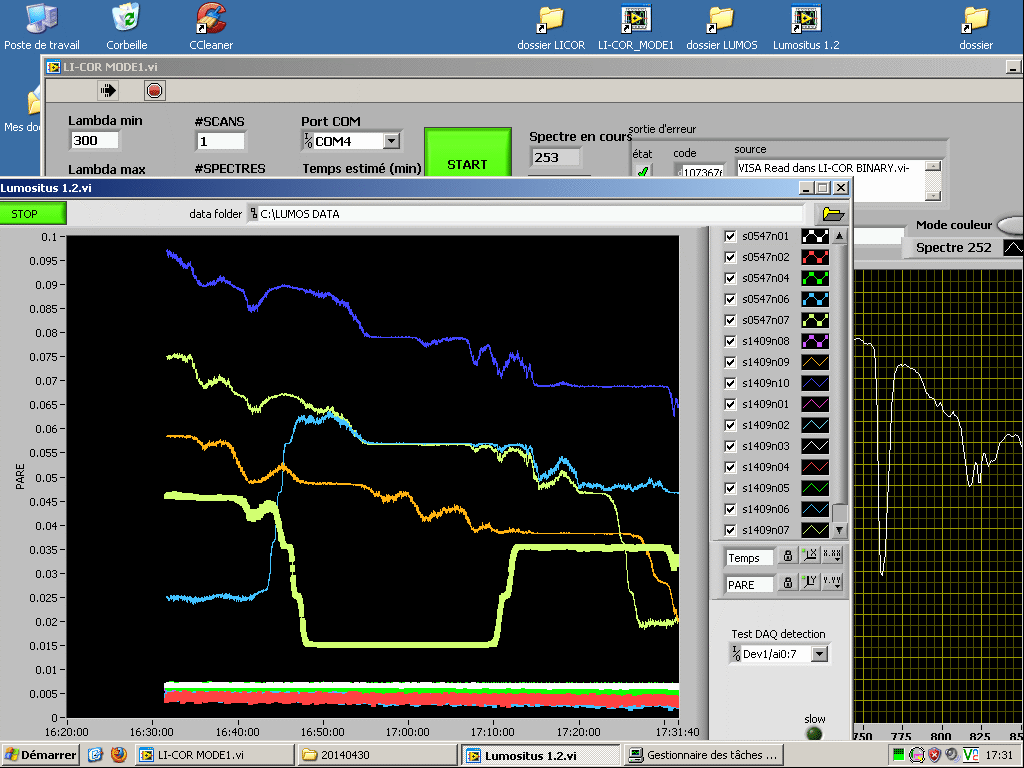 Poste de travail
Corbeille
CCleaner
dossier LICOR
LI-COR_MODE1
dossier LUMOS
Lumositus 1.2
dossier
Mes do
LI-COR MODE1.vi
Lambda min
300
#SCANS
1
Port COM
COM4
START
Spectre en cours
253
sortie d'erreur
état
code
107367
source
VISA Read dans LI-COR BINARY.vi-
Lambda max
#SPECTRES
Temps estimé (min)
Mode couleur
Spectre 252
Lumositus 1.2.vi
STOP
data folder
C:\LUMOS DATA
PARE
0.1
0.095
0.09
0.085
0.08
0.075
0.07
0.065
0.06
0.055
0.05
0.045
0.04
0.035
0.03
0.025
0.02
0.015
0.01
0.005
0
16:20:00
16:30:00
16:40:00
16:50:00
17:00:00
17:10:00
17:20:00
17:31:40
s0547n01
s0547n02
s0547n04
s0547n06
s0547n07
s1409n08
s1409n09
s1409n10
s1409n01
s1409n02
s1409n03
s1409n04
s1409n05
s1409n06
s1409n07
Temps
X.XX
PARE
Y.YY
Test DAQ detection
Dev1/ai0:7
slow
750
775
800
825
85
Démarrer
LI-COR MODE1.vi
20140430
Lumositus 1.2.vi
Gestionnaire des tâches ...
17:31